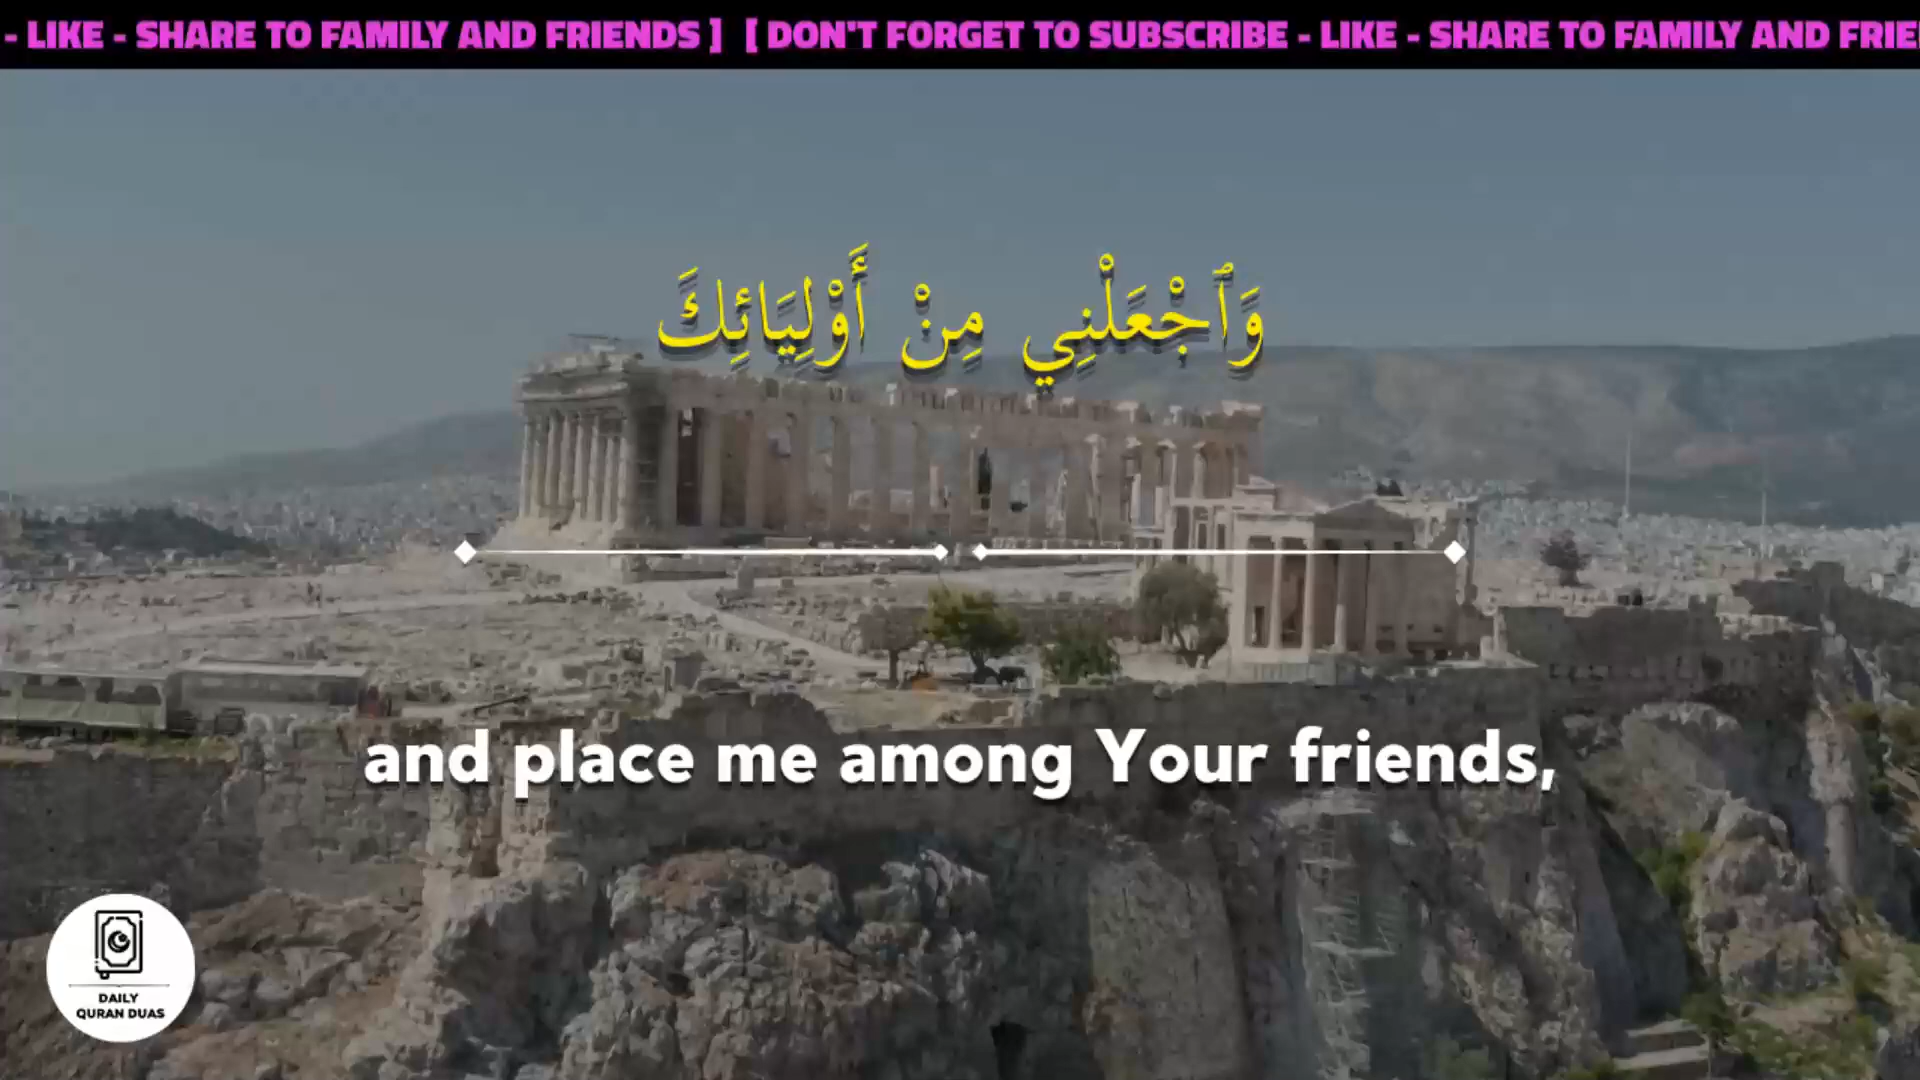 - LIKE - SHARE TO FAMILY AND FRIENDS ] [ DON'T FORGET TO SUBSCRIBE - LIKE - SHARE TO FAMILY AND FRIE
وَٱجْعَلْنِي مِنْ أَوْلِيَائِكَ
and place me among Your friends,
DAILY
QURAN DUAS